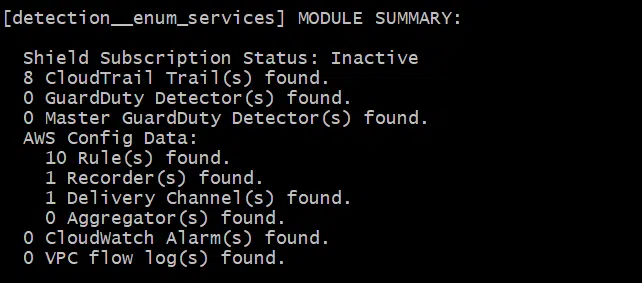 [detection__enum_services] MODULE SUMMARY:
Shield Subscription Status: Inactive
8 CloudTrail Trail(s) found.
0 GuardDuty Detector(s) found.
0 Master GuardDuty Detector(s) found.
AWS Config Data:
10 Rule(s) found.
1 Recorder(s) found.
1 Delivery Channel(s) found.
0 Aggregator(s) found.
0 CloudWatch Alarm(s) found.
0 VPC flow log(s) found.